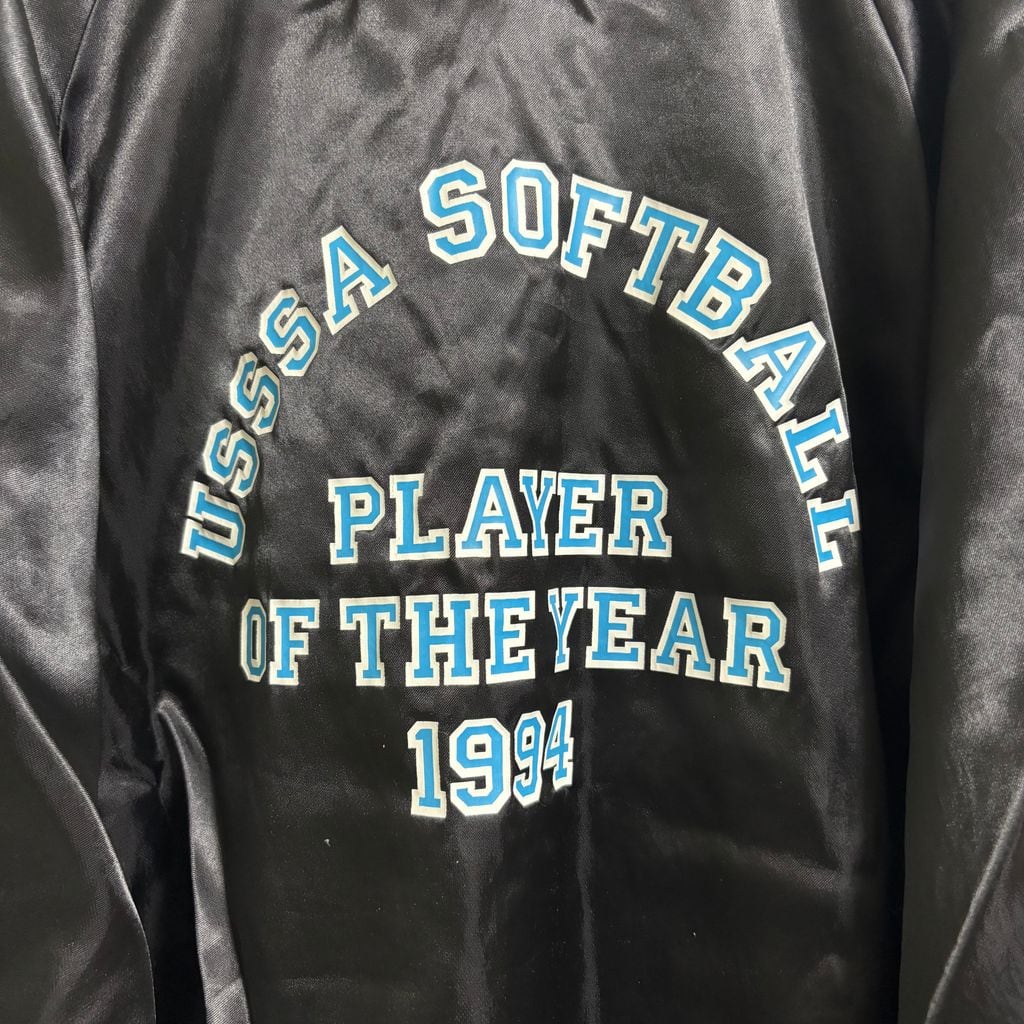 USSSA SOFTBALL
PLAYER
OF THE YEAR
1994